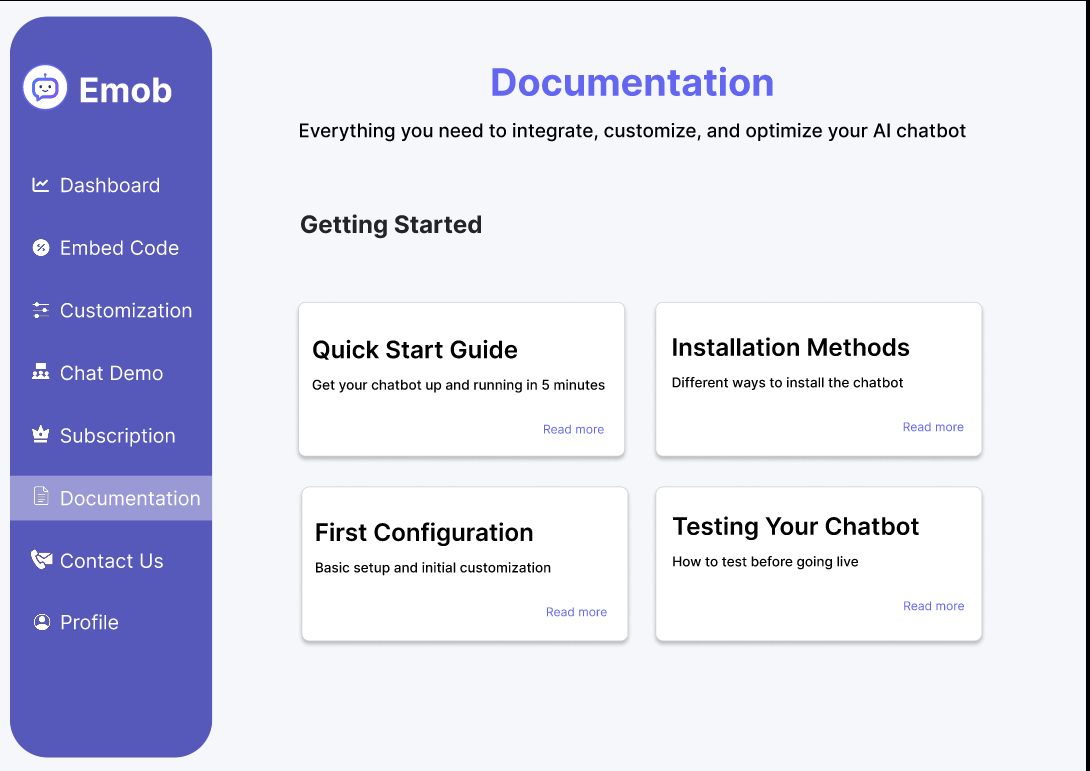 Emob
Dashboard
Embed Code
Customization
Chat Demo
Subscription
Documentation
Contact Us
Profile
Documentation
Everything you need to integrate, customize, and optimize your AI chatbot
Getting Started
Quick Start Guide
Get your chatbot up and running in 5 minutes
Read more
Installation Methods
Different ways to install the chatbot
Read more
First Configuration
Basic setup and initial customization
Read more
Testing Your Chatbot
How to test before going live
Read more